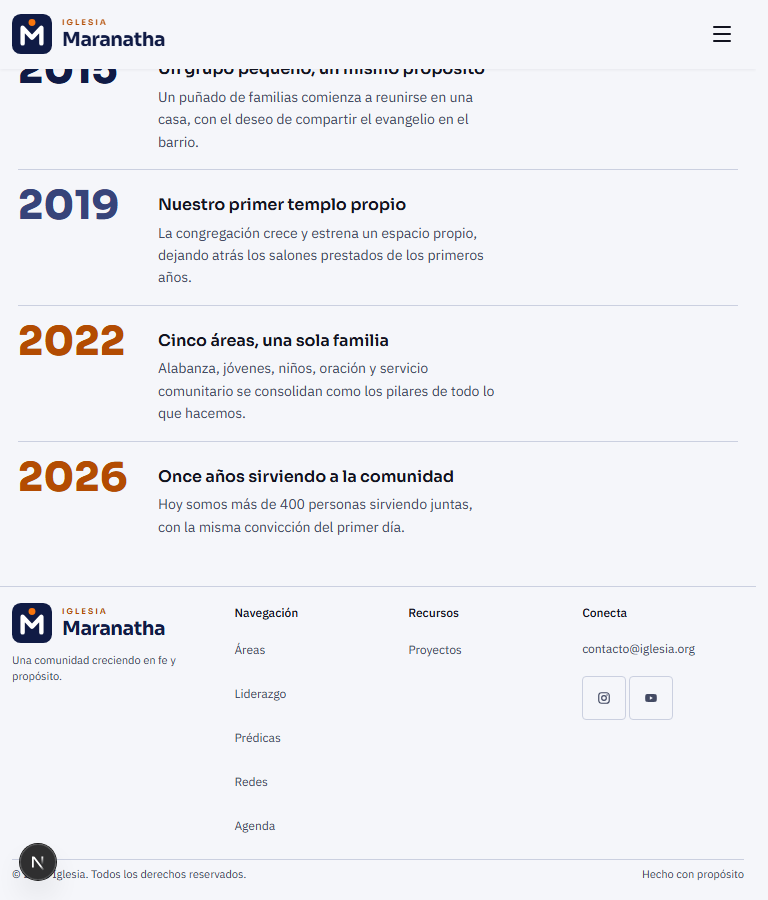 IGLESIA
Maranatha
2015
Un grupo pequeño, un mismo propósito
Un puñado de familias comienza a reunirse en una
casa, con el deseo de compartir el evangelio en el
barrio.
2019
Nuestro primer templo propio
La congregación crece y estrena un espacio propio,
dejando atrás los salones prestados de los primeros
años.
2022
Cinco áreas, una sola familia
Alabanza, jóvenes, niños, oración y servicio
comunitario se consolidan como los pilares de todo lo
que hacemos.
2026
Once años sirviendo a la comunidad
Hoy somos más de 400 personas sirviendo juntas,
con la misma convicción del primer día.
IGLESIA
Maranatha
Una comunidad creciendo en fe y
propósito.
Navegación
Áreas
Liderazgo
Prédicas
Redes
Agenda
Recursos
Proyectos
Conecta
contacto@iglesia.org
N
© Iglesia. Todos los derechos reservados.
Hecho con propósito